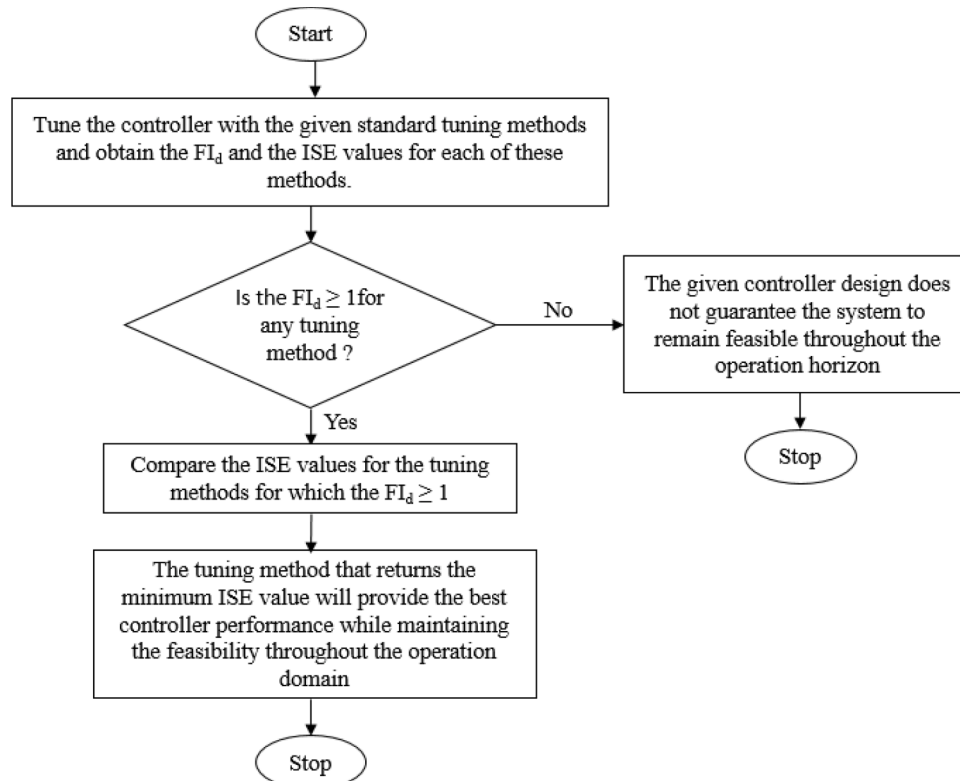 Start
Tune the controller with the given standard tuning methods
and obtain the FI_d and the ISE values for each of these
methods.
Is the FI_d ≥ 1for
any tuning
method ?
No
The given controller design does
not guarantee the system to
remain feasible throughout the
operation horizon
Stop
Yes
Compare the ISE values for the tuning
methods for which the FI_d ≥ 1
The tuning method that returns the
minimum ISE value will provide the best
controller performance while maintaining
the feasibility throughout the operation
domain
Stop